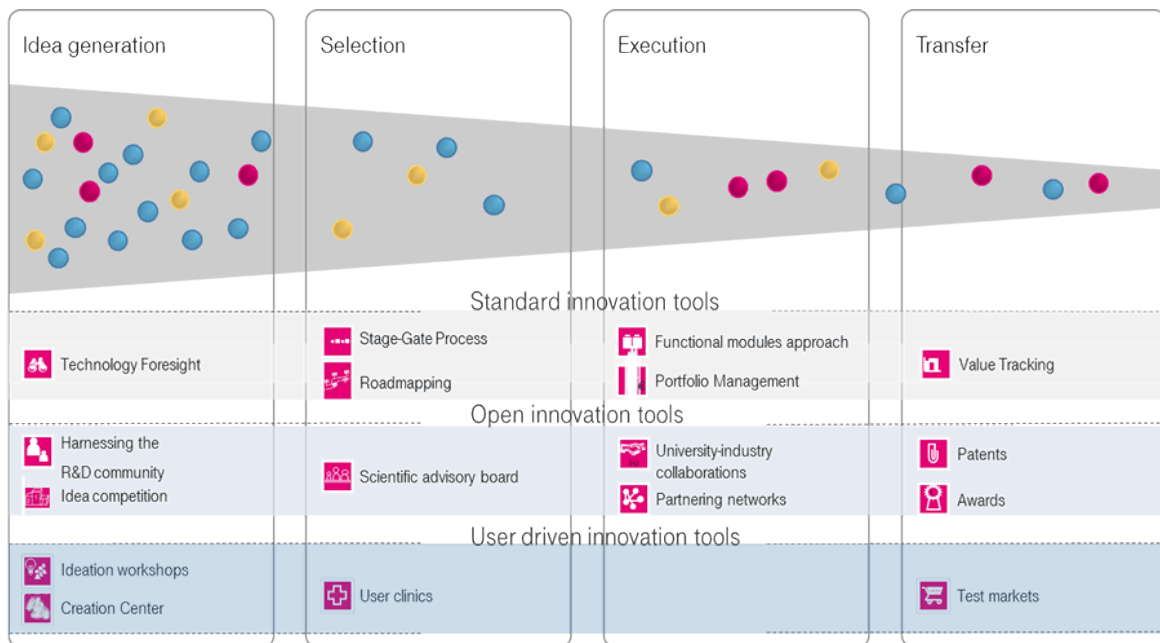 Idea generation
Selection
Execution
Transfer
Standard innovation tools
Technology Foresight
Stage-Gate Process
Roadmapping
Functional modules approach
Portfolio Management
Value Tracking
Open innovation tools
Harnessing the
R&D community
Idea competition
Scientific advisory board
University-industry
collaborations
Partnering networks
Patents
Awards
User driven innovation tools
Ideation workshops
Creation Center
User clinics
Test markets